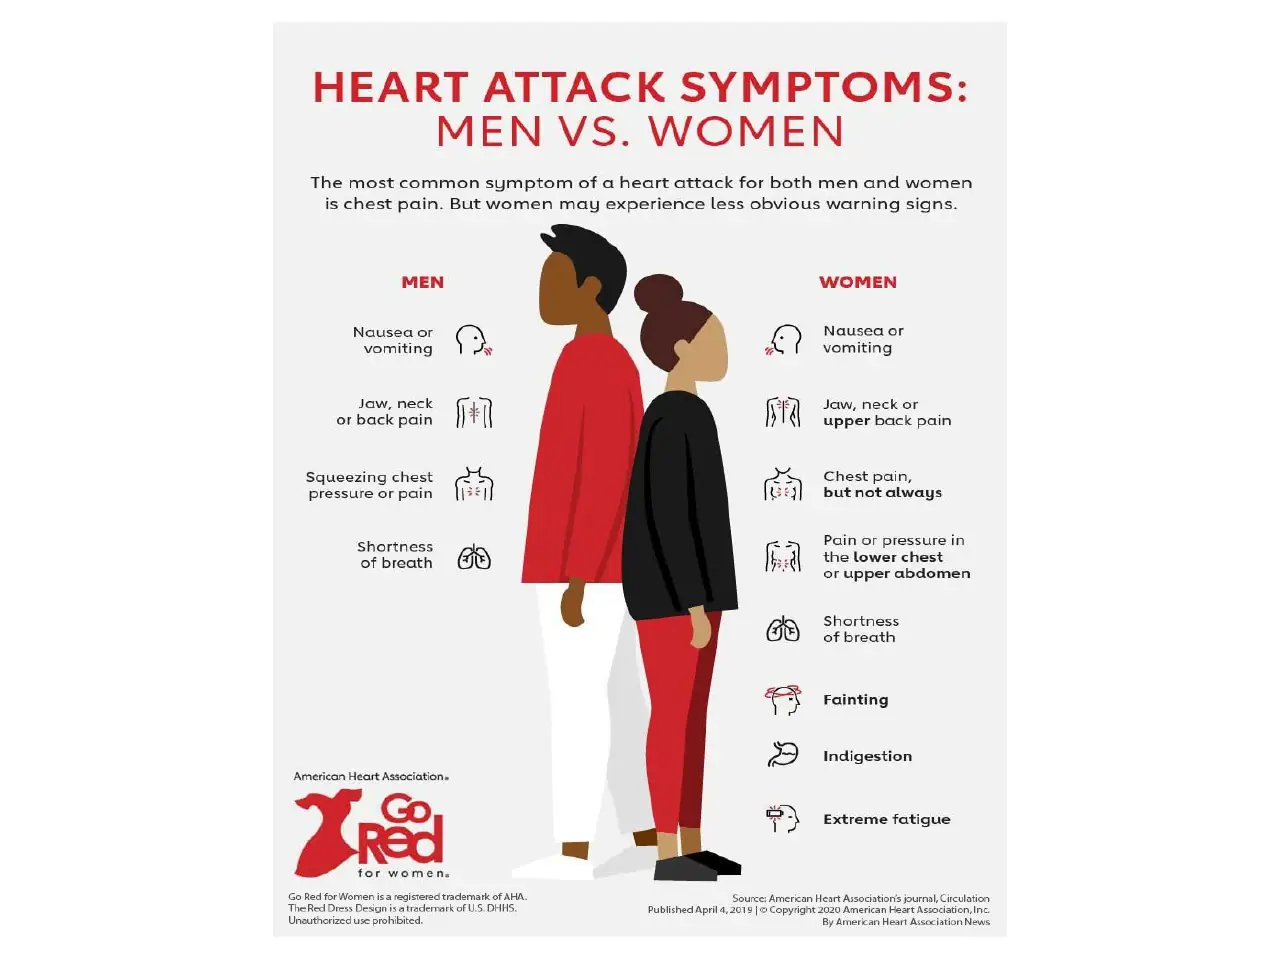 HEART ATTACK SYMPTOMS:
MEN VS. WOMEN
The most common symptom of a heart attack for both men and women
is chest pain. But women may experience less obvious warning signs.
MEN
Nausea or
vomiting
Jaw, neck
or back pain
Squeezing chest
pressure or pain
Shortness
of breath
WOMEN
Nausea or
vomiting
Jaw, neck or
upper back pain
Chest pain,
but not always
Pain or pressure in
the lower chest
or upper abdomen
Shortness
of breath
Fainting
Indigestion
Extreme fatigue
American Heart Association®
Go
Red
for women®
Go Red for Women is a registered trademark of AHA.
The Red Dress Design is a trademark of U.S. DHHS.
Unauthorized use prohibited.
Source: American Heart Association's journal, Circulation
Published April 4, 2019 | © Copyright 2020 American Heart Association, Inc.
By American Heart Association News